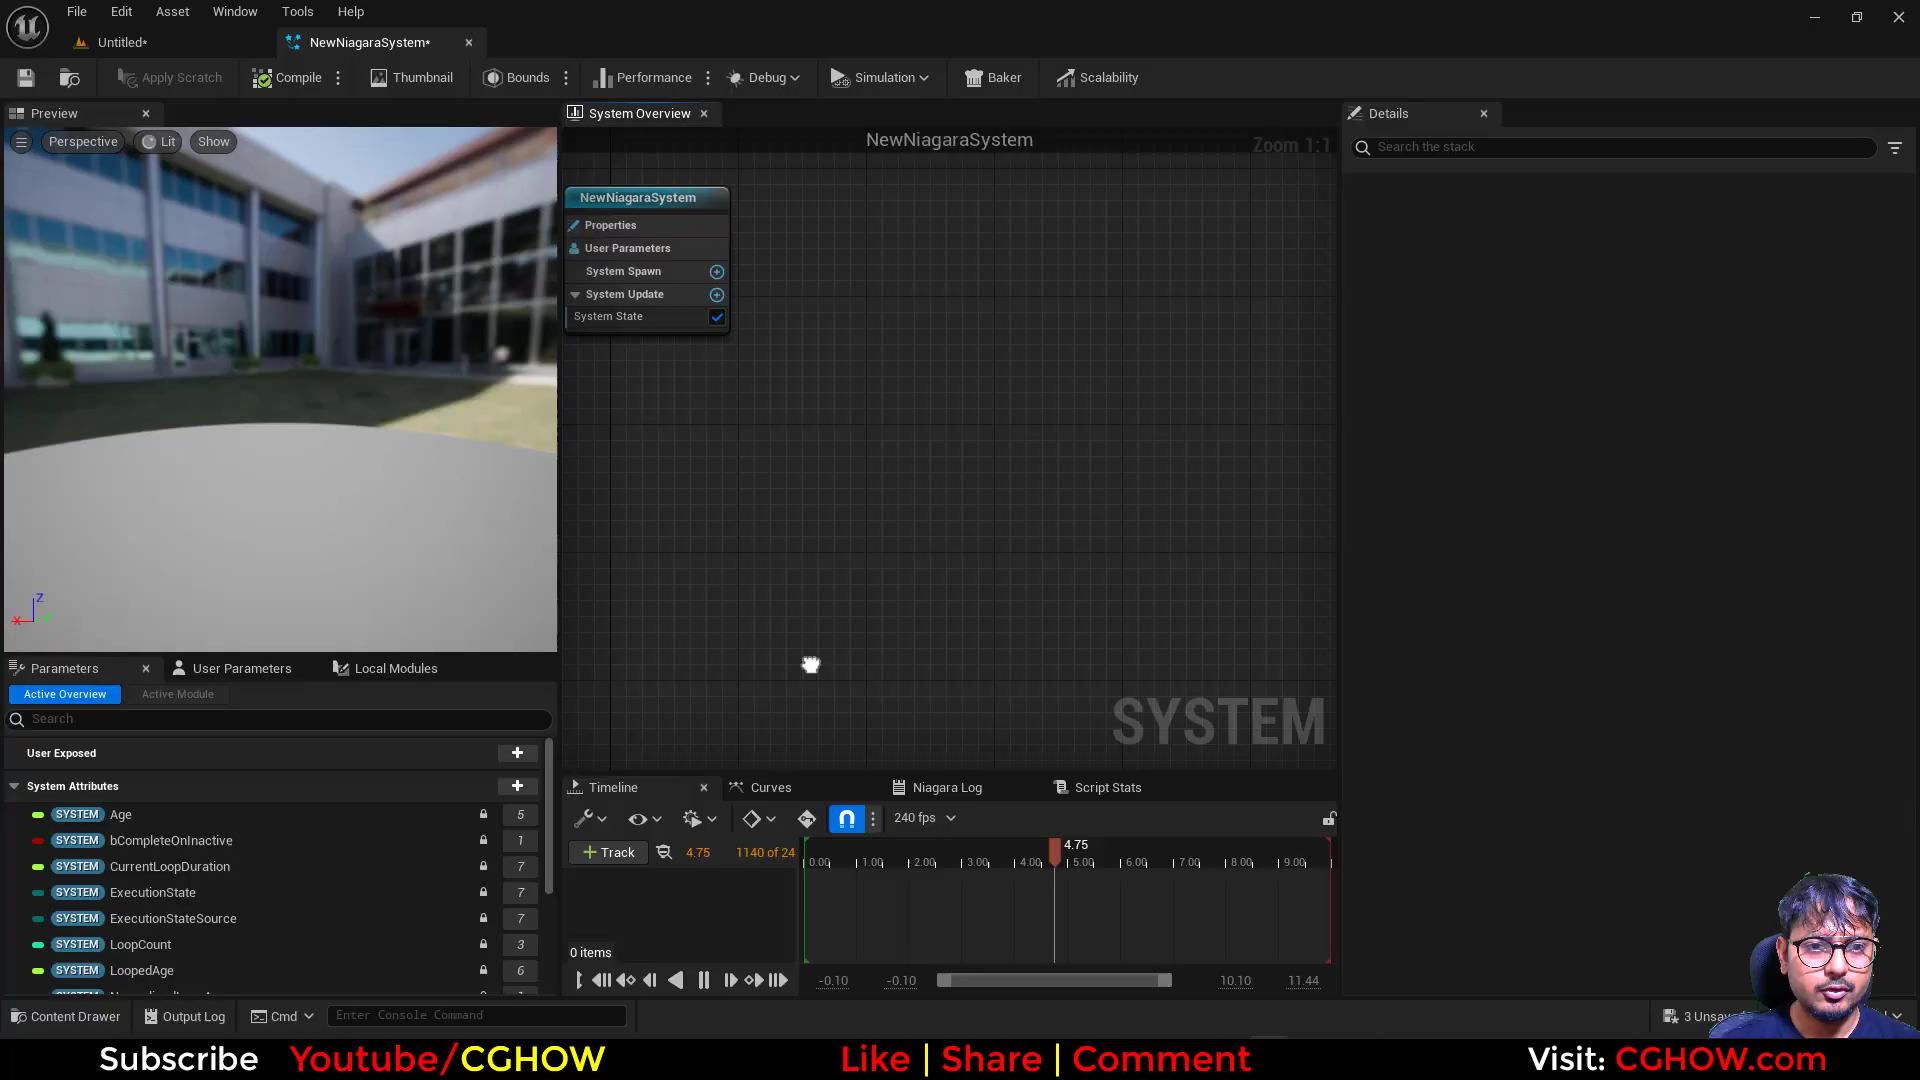 File Edit Asset Window Tools Help
Untitled* NewNiagaraSystem*
Apply Scratch Compile Thumbnail Bounds Performance Debug Simulation Baker Scalability
Preview System Overview Details
Perspective Lit Show
NewNiagaraSystem
Zoom 1:1
Search the stack
NewNiagaraSystem
Properties
User Parameters
System Spawn
System Update
System State
SYSTEM
Z
X
Y
Parameters User Parameters Local Modules
Active Overview Active Module
Search
User Exposed
System Attributes
SYSTEM Age 5
SYSTEM bCompleteOnInactive 1
SYSTEM CurrentLoopDuration 7
SYSTEM ExecutionState 7
SYSTEM ExecutionStateSource 7
SYSTEM LoopCount 3
SYSTEM LoopedAge 6
Timeline Curves Niagara Log Script Stats
240 fps
Track 4.75 1140 of 24
4.75
0.00 1.00 2.00 3.00 4.00 5.00 6.00 7.00 8.00 9.00
0 items
-0.10 -0.10 10.10 11.44
Content Drawer Output Log Cmd Enter Console Command 3 Unsav
Subscribe Youtube/CGHOW Like | Share | Comment Visit: CGHOW.com